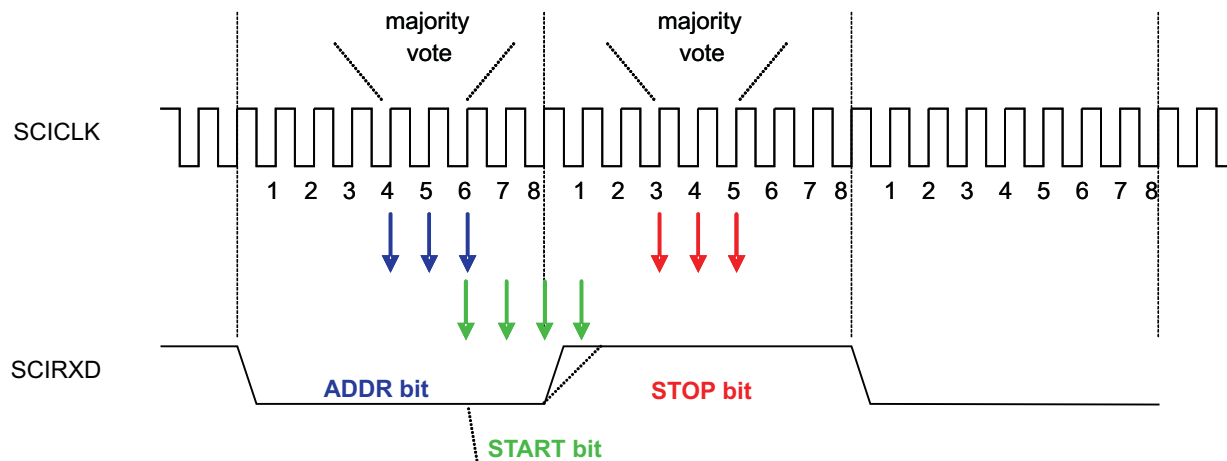 majority
vote
majority
vote
SCICLK
1 2 3 4 5 6 7 8 1 2 3 4 5 6 7 8 1 2 3 4 5 6 7 8
SCIRXD
ADDR bit
STOP bit
START bit